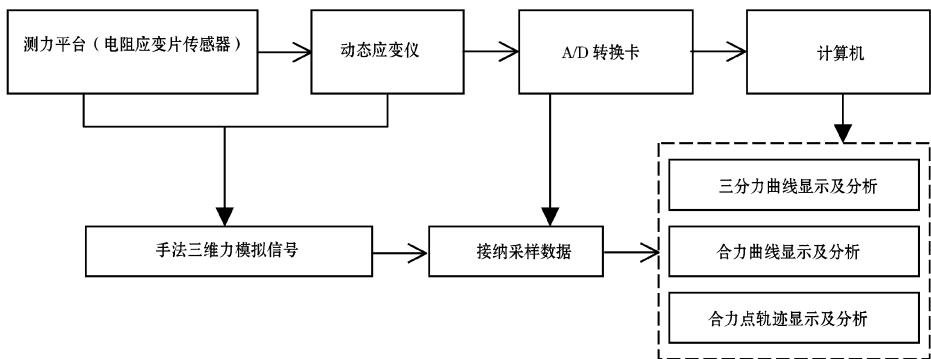 测力平台（电阻应变片传感器）
动态应变仪
A/D 转换卡
计算机
三分力曲线显示及分析
手法三维力模拟信号
接纳采样数据
合力曲线显示及分析
合力点轨迹显示及分析